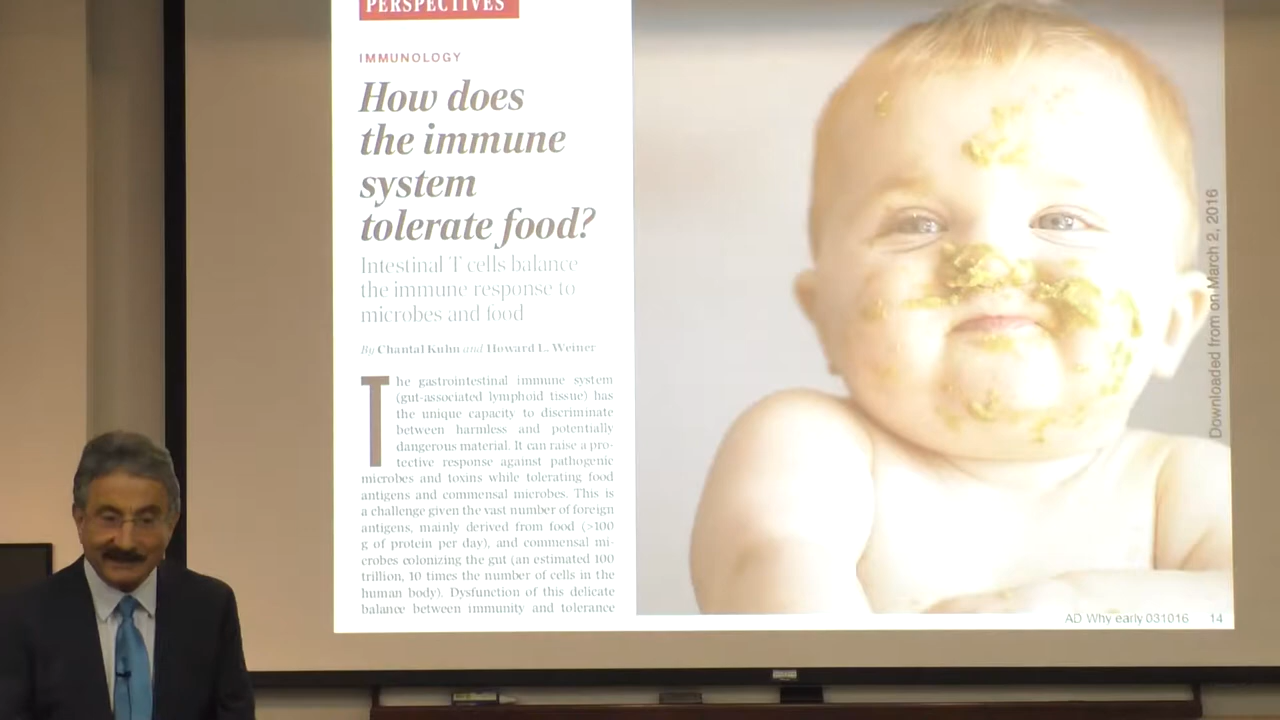 PERSPECTIVES
IMMUNOLOGY
How does
the immune
system
tolerate food?
Intestinal T cells balance
the immune response to
microbes and food
By Chantal Kuhn and Howard L. Weiner
The gastrointestinal immune system
(gut-associated lymphoid tissue) has
the unique capacity to discriminate
between harmless and potentially
dangerous material. It can raise a pro-
tective response against pathogenic
microbes and toxins while tolerating food
antigens and commensal microbes. This is
a challenge given the vast number of foreign
antigens, mainly derived from food (>100
g of protein per day), and commensal mi-
crobes colonizing the gut (an estimated 100
trillion, 10 times the number of cells in the
human body). Dysfunction of this delicate
balance between immunity and tolerance
Downloaded from on March 2, 2016
AD Why early 031016 14